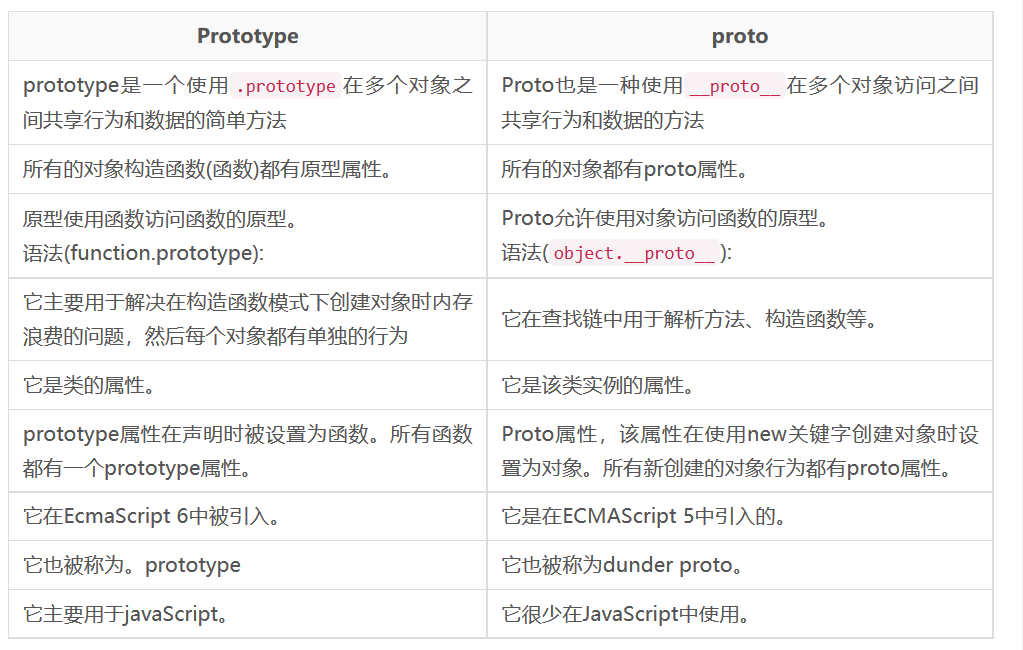 Prototype
proto
prototype是一个使用 .prototype 在多个对象之
间共享行为和数据的简单方法
Proto也是一种使用 __proto__ 在多个对象访问之间
共享行为和数据的方法
所有的对象构造函数(函数)都有原型属性。
所有的对象都有proto属性。
原型使用函数访问函数的原型。
语法(function.prototype):
Proto允许使用对象访问函数的原型。
语法( object.__proto__ ):
它主要用于解决在构造函数模式下创建对象时内存
浪费的问题，然后每个对象都有单独的行为
它在查找链中用于解析方法、构造函数等。
它是类的属性。
它是该类实例的属性。
prototype属性在声明时被设置为函数。所有函数
都有一个prototype属性。
Proto属性，该属性在使用new关键字创建对象时设
置为对象。所有新创建的对象行为都有proto属性。
它在EcmaScript 6中被引入。
它是在ECMAScript 5中引入的。
它也被称为。prototype
它也被称为dunder proto。
它主要用于javaScript。
它很少在JavaScript中使用。